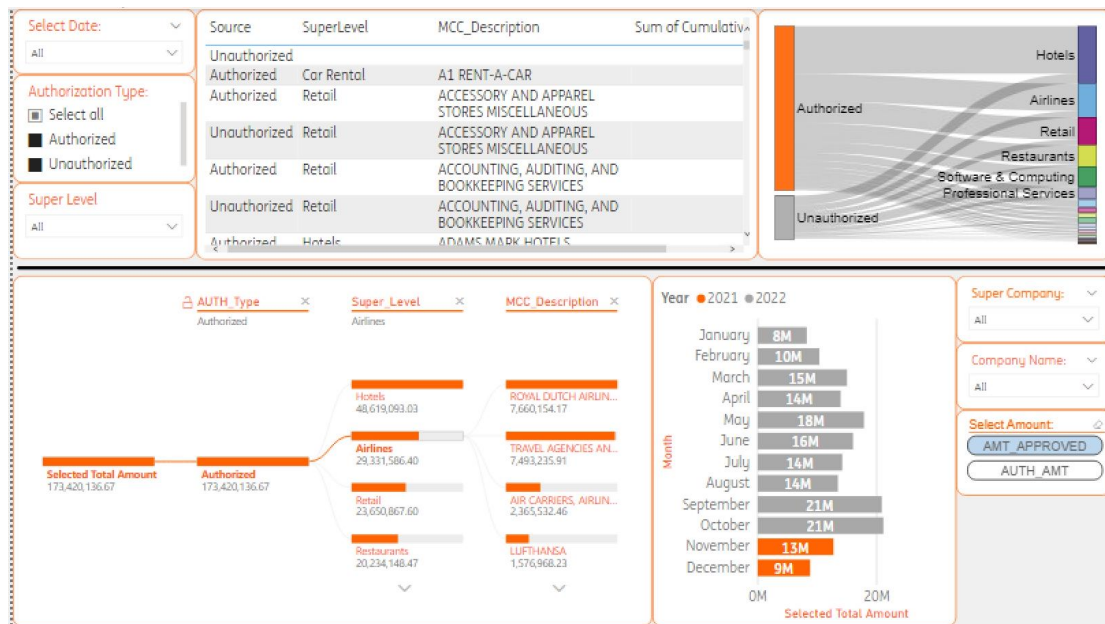 Select Date:
All
Authorization Type:
Select all
Authorized
Unauthorized
Super Level
All
Source SuperLevel MCC_Description Sum of Cumulativ
Unauthorized
Authorized Car Rental A1 RENT-A-CAR
Authorized Retail ACCESSORY AND APPAREL
STORES MISCELLANEOUS
Unauthorized Retail ACCESSORY AND APPAREL
STORES MISCELLANEOUS
Authorized Retail ACCOUNTING, AUDITING, AND
BOOKKEEPING SERVICES
Unauthorized Retail ACCOUNTING, AUDITING, AND
BOOKKEEPING SERVICES
Authorized Hotels ADAMS MARK HOTELS
Authorized
Unauthorized
Hotels
Airlines
Retail
Restaurants
Software & Computing
Professional Services
AUTH_Type
Authorized
Super_Level
Airlines
MCC_Description
Selected Total Amount
173,420,136.67
Authorized
173,420,136.67
Hotels
48,619,093.03
Airlines
29,331,586.40
Retail
23,650,867.60
Restaurants
20,234,148.47
ROYAL DUTCH AIRLIN...
7,660,154.17
TRAVEL AGENCIES AN...
7,493,235.91
AIR CARRIERS, AIRLIN...
2,365,532.46
LUFTHANSA
1,576,968.23
Year 2021 2022
Month
January 8M
February 10M
March 15M
April 14M
May 18M
June 16M
July 14M
August 14M
September 21M
October 21M
November 13M
December 9M
0M 20M
Selected Total Amount
Super Company:
All
Company Name:
All
Select Amount:
AMT_APPROVED
AUTH_AMT